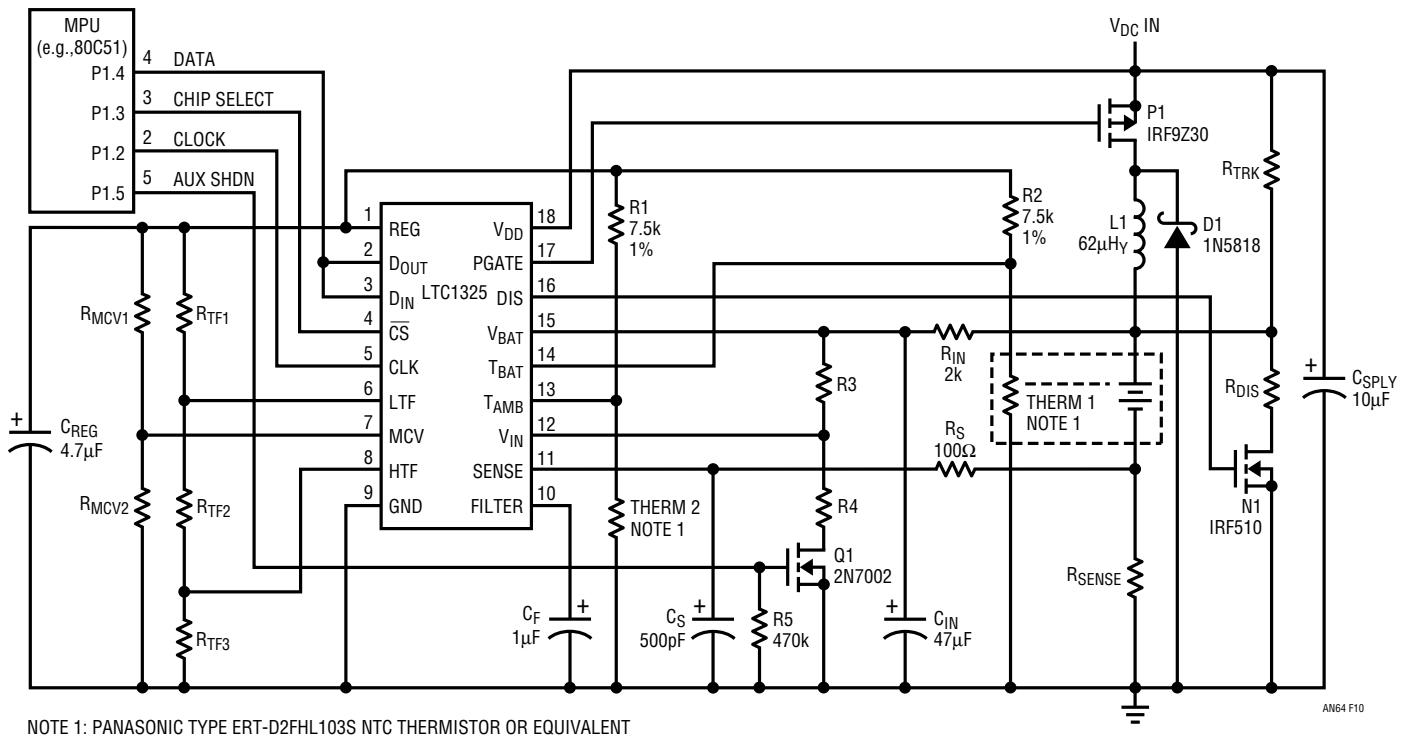 MPU
(e.g.,80C51)
P1.4
4 DATA
P1.3
3 CHIP SELECT
P1.2
2 CLOCK
P1.5
5 AUX SHDN
V_DC IN
P1
IRF9Z30
R_TRK
R1
7.5k
1%
R2
7.5k
1%
L1
62μH_Y
D1
1N5818
LTC1325
1 REG
2 D_OUT
3 D_IN
4 C̅S̅
5 CLK
6 LTF
7 MCV
8 HTF
9 GND
V_DD 18
PGATE 17
DIS 16
V_BAT 15
T_BAT 14
T_AMB 13
V_IN 12
SENSE 11
FILTER 10
R_MCV1
R_TF1
R_IN
2k
R3
THERM 1
NOTE 1
R_DIS
+
C_SPLY
10μF
+
C_REG
4.7μF
R_S
100Ω
R_MCV2
R_TF2
THERM 2
NOTE 1
R4
N1
IRF510
Q1
2N7002
R_SENSE
R_TF3
C_F
1μF
+
C_S
500pF
+
R5
470k
+
C_IN
47μF
AN64 F10
NOTE 1: PANASONIC TYPE ERT-D2FHL103S NTC THERMISTOR OR EQUIVALENT